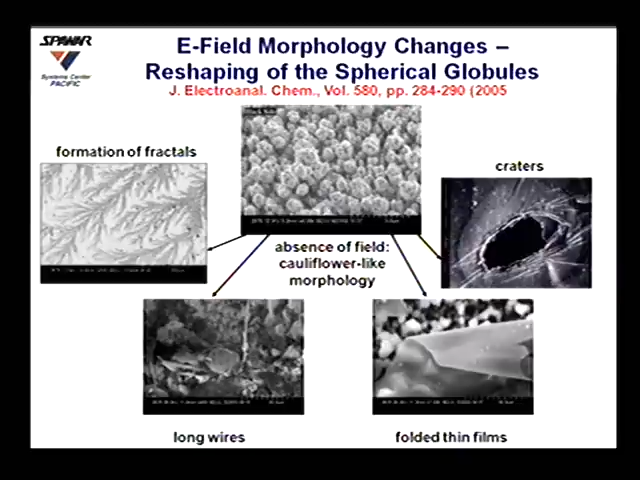 SPAWAR
Systems Center
PACIFIC
E-Field Morphology Changes –
Reshaping of the Spherical Globules
J. Electroanal. Chem., Vol. 580, pp. 284-290 (2005
formation of fractals
craters
absence of field:
cauliflower-like
morphology
long wires
folded thin films